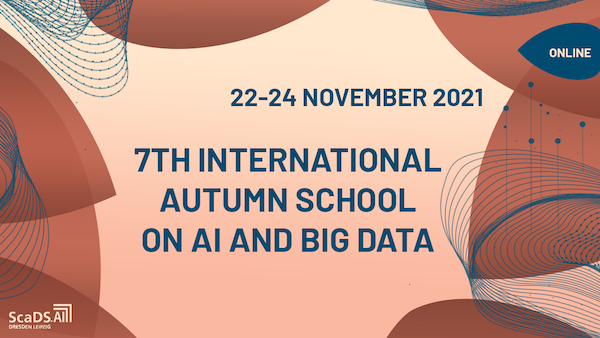 ONLINE
22-24 NOVEMBER 2021
7TH INTERNATIONAL
AUTUMN SCHOOL
ON AI AND BIG DATA
ScaDS.AI
DRESDEN LEIPZIG